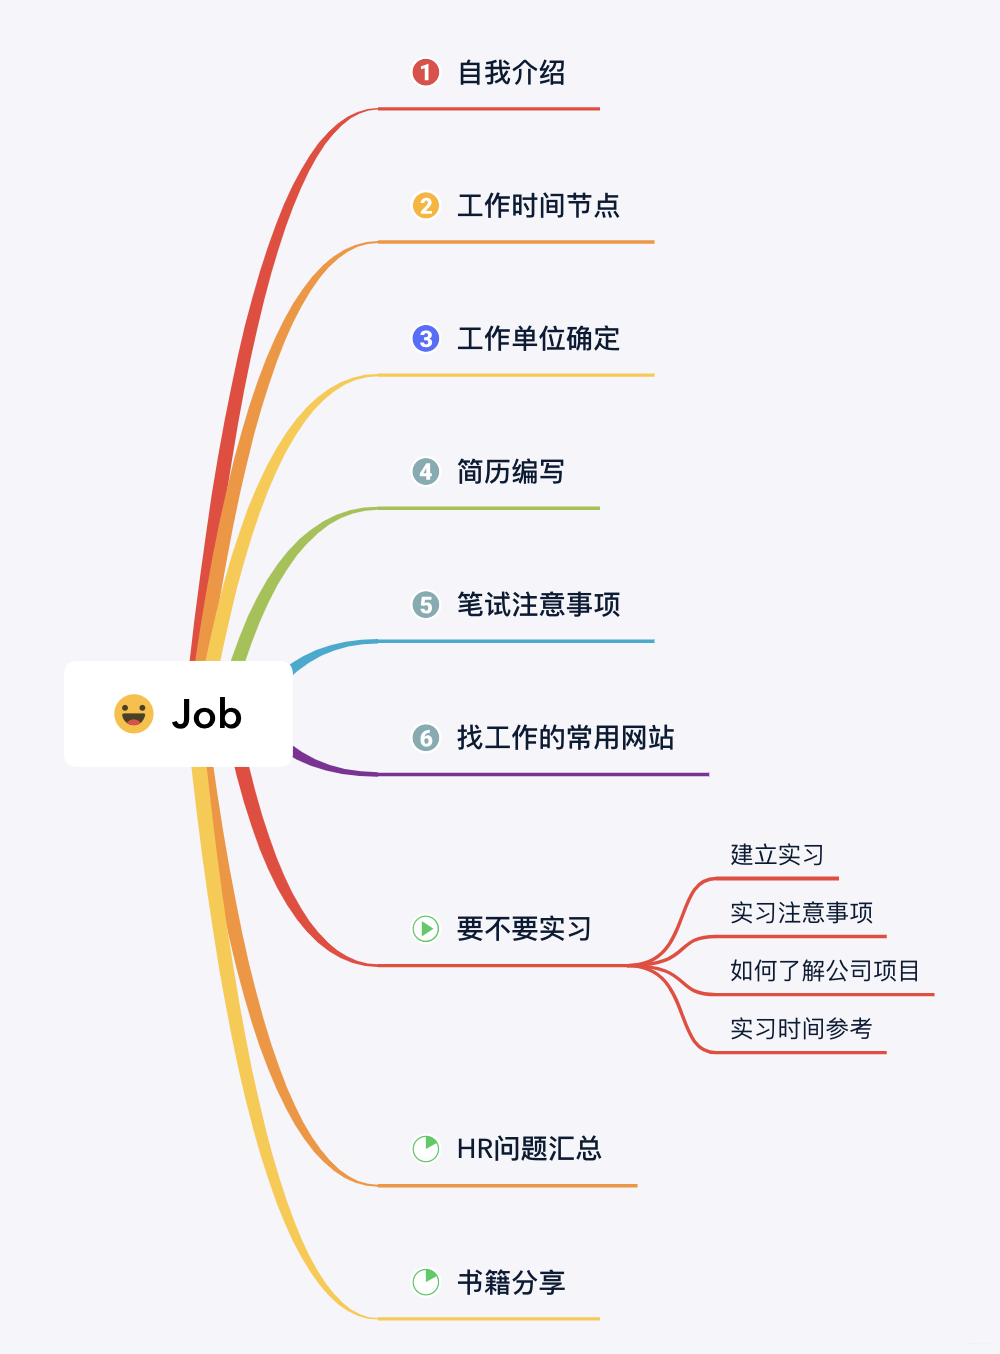 1 自我介绍
2 工作时间节点
3 工作单位确定
4 简历编写
5 笔试注意事项
Job
6 找工作的常用网站
要不要实习
建立实习
实习注意事项
如何了解公司项目
实习时间参考
HR问题汇总
书籍分享